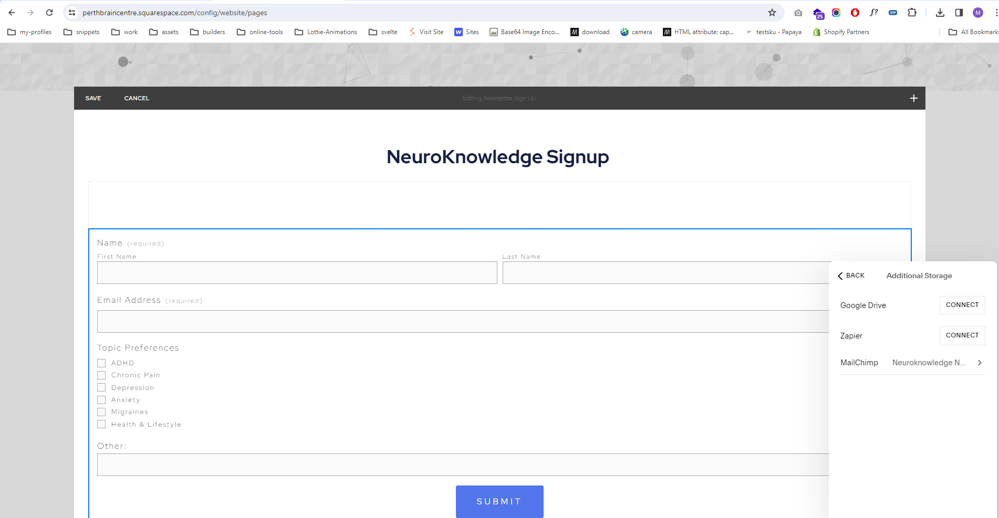 perthbraincentre.squarespace.com/config/website/pages
25
f?
ZIP
M
my-profiles
snippets
work
assets
builders
online-tools
Lottie-Animations
svelte
Visit Site
W
Sites
Base64 Image Enco...
download
camera
HTML attribute: cap...
P
testsku - Papaya
Shopify Partners
All Bookmarks
SAVE
CANCEL
Editing 'Newsletter Sign Up'
NeuroKnowledge Signup
Name (required)
First Name
Last Name
Email Address (required)
Topic Preferences
ADHD
Chronic Pain
Depression
Anxiety
Migraines
Health & Lifestyle
Other:
SUBMIT
BACK
Additional Storage
Google Drive
CONNECT
Zapier
CONNECT
MailChimp
Neuroknowledge N...